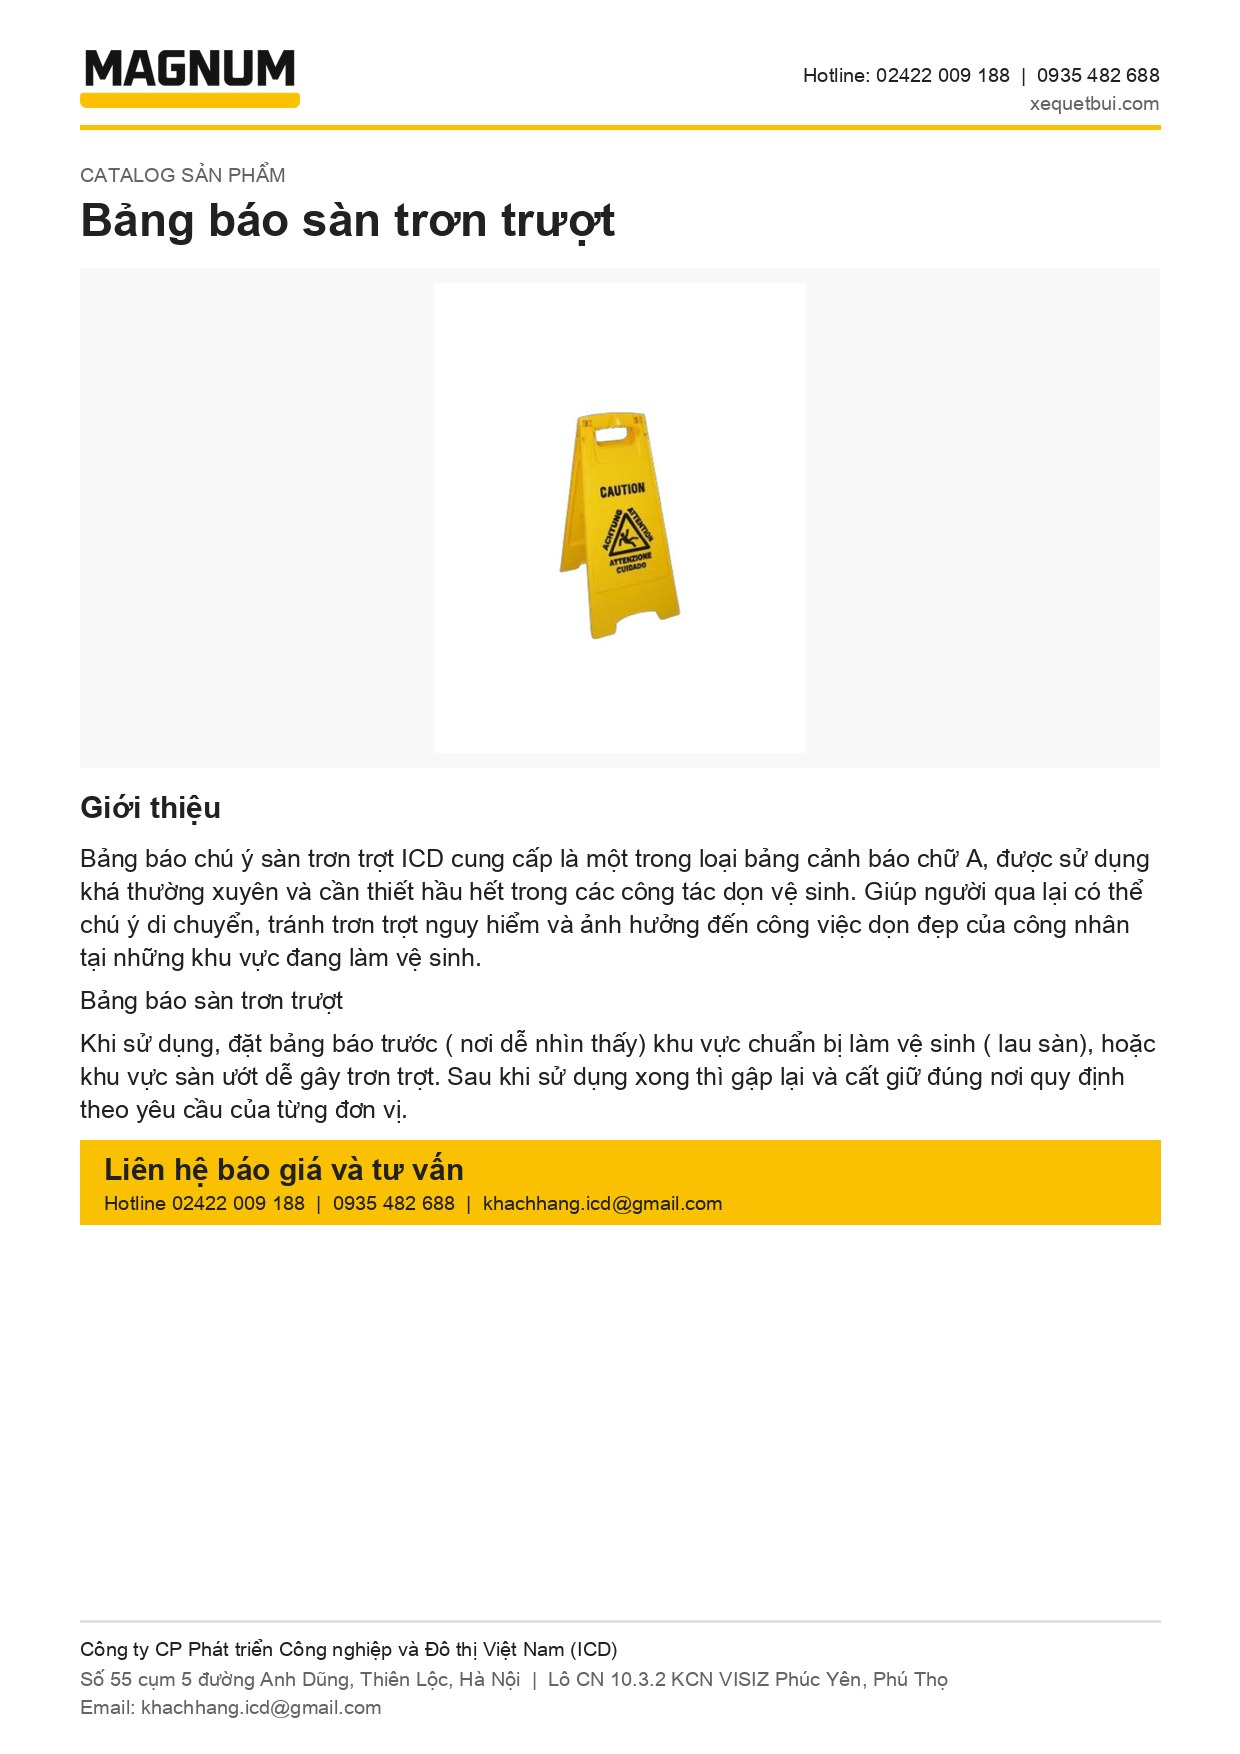 MAGNUM
Hotline: 02422 009 188 | 0935 482 688
xequetbui.com
CATALOG SẢN PHẨM
Bảng báo sàn trơn trượt
CAUTION
ACHTUNG
ATTENTION
ATTENZIONE
CUIDADO
Giới thiệu
Bảng báo chú ý sàn trơn trợt ICD cung cấp là một trong loại bảng cảnh báo chữ A, được sử dụng
khá thường xuyên và cần thiết hầu hết trong các công tác dọn vệ sinh. Giúp người qua lại có thể
chú ý di chuyển, tránh trơn trợt nguy hiểm và ảnh hưởng đến công việc dọn đẹp của công nhân
tại những khu vực đang làm vệ sinh.
Bảng báo sàn trơn trượt
Khi sử dụng, đặt bảng báo trước ( nơi dễ nhìn thấy) khu vực chuẩn bị làm vệ sinh ( lau sàn), hoặc
khu vực sàn ướt dễ gây trơn trợt. Sau khi sử dụng xong thì gập lại và cất giữ đúng nơi quy định
theo yêu cầu của từng đơn vị.
Liên hệ báo giá và tư vấn
Hotline 02422 009 188 | 0935 482 688 | khachhang.icd@gmail.com
Công ty CP Phát triển Công nghiệp và Đô thị Việt Nam (ICD)
Số 55 cụm 5 đường Anh Dũng, Thiên Lộc, Hà Nội | Lô CN 10.3.2 KCN VISIZ Phúc Yên, Phú Thọ
Email: khachhang.icd@gmail.com